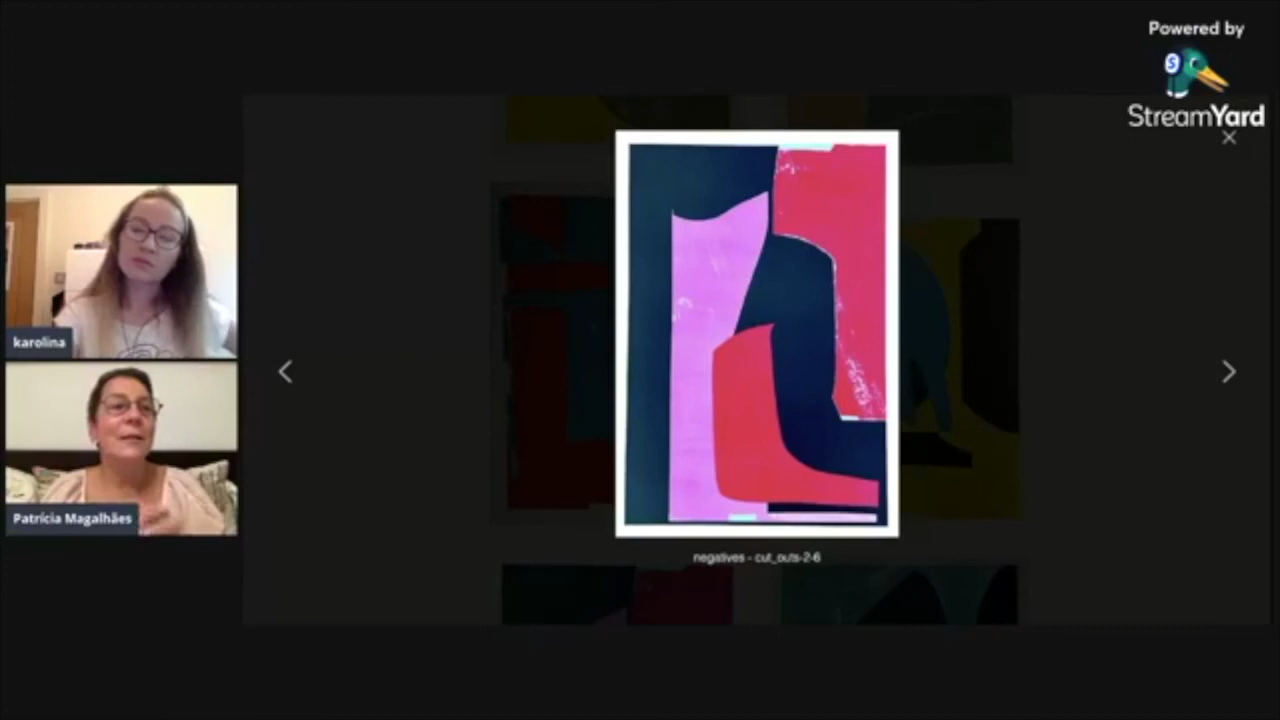 Powered by
StreamYard
karolina
Patrícia Magalhães
negatives - cut_outs-2-6